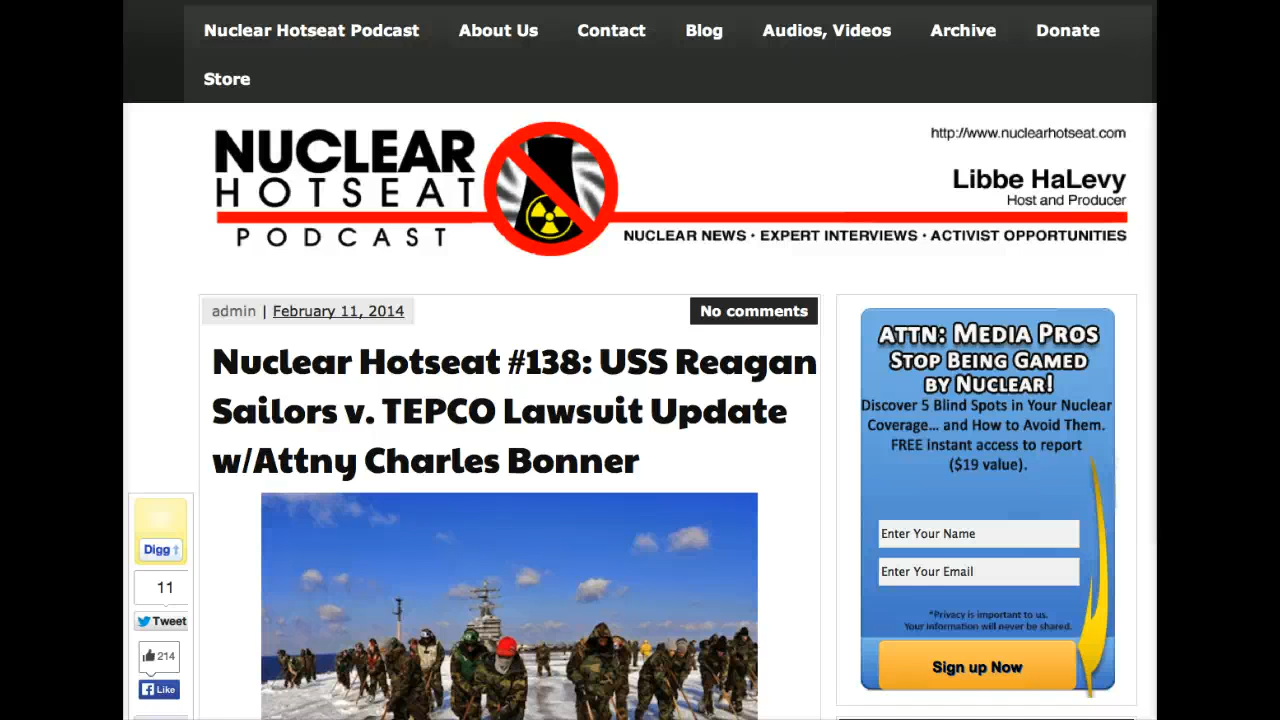 Nuclear Hotseat Podcast About Us Contact Blog Audios, Videos Archive Donate
Store
http://www.nuclearhotseat.com
NUCLEAR
HOTSEAT
PODCAST
Libbe HaLevy
Host and Producer
NUCLEAR NEWS • EXPERT INTERVIEWS • ACTIVIST OPPORTUNITIES
admin | February 11, 2014
No comments
Nuclear Hotseat #138: USS Reagan
Sailors v. TEPCO Lawsuit Update
w/Attny Charles Bonner
Digg
11
Tweet
214
Like
ATTN: MEDIA PROS
STOP BEING GAMED
BY NUCLEAR!
Discover 5 Blind Spots in Your Nuclear
Coverage... and How to Avoid Them.
FREE instant access to report
($19 value).
Enter Your Name
Enter Your Email
*Privacy is important to us.
Your information will never be shared.
Sign up Now